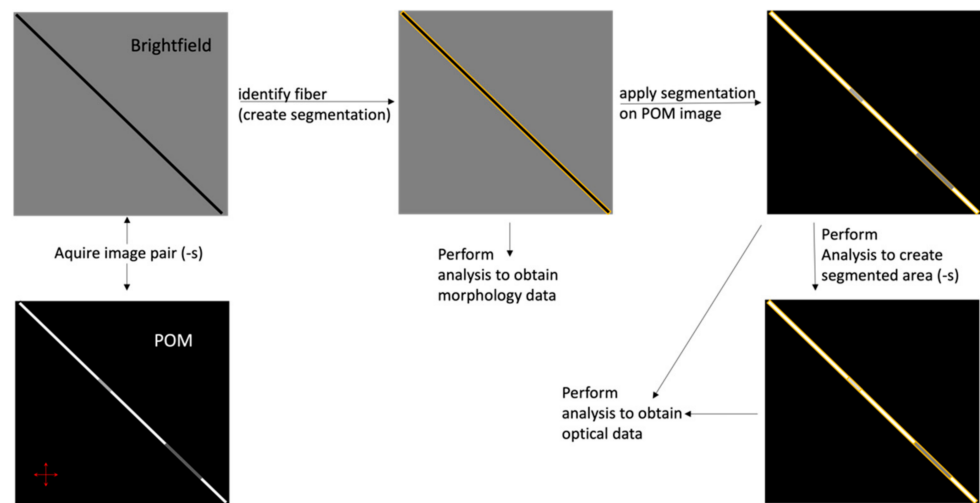 Brightfield
identify fiber
(create segmentation)
apply segmentation
on POM image
Aquire image pair (-s)
Perform
analysis to obtain
morphology data
Perform
Analysis to create
segmented area (-s)
POM
Perform
analysis to obtain
optical data